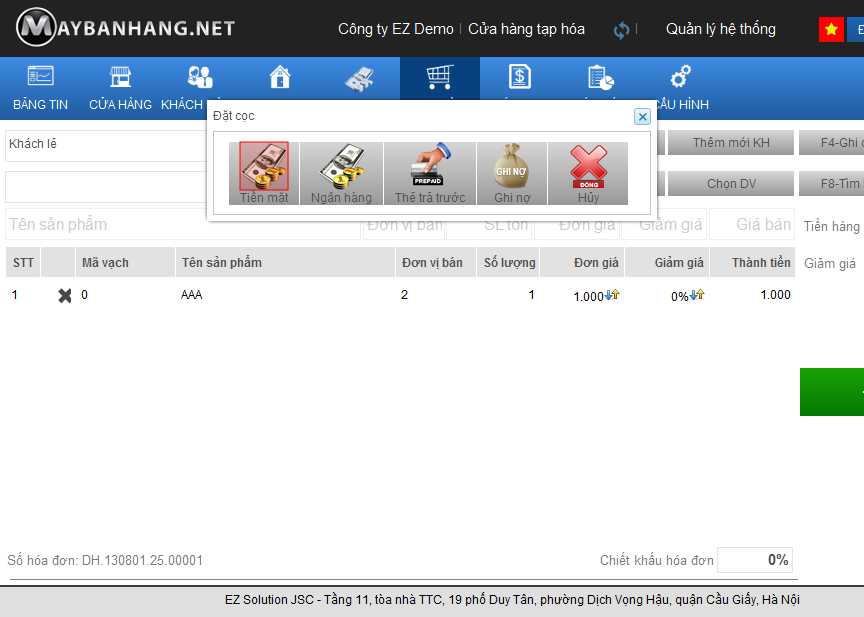 MAYBANHANG.NET
Công ty EZ Demo | Cửa hàng tạp hóa
Quản lý hệ thống
BẢNG TIN CỬA HÀNG KHÁCH
CẤU HÌNH
Đặt cọc
Khách lẻ
Thêm mới KH
F4-Ghi
GHI NỢ
PREPAID
ĐÓNG
Tiền mặt Ngân hàng Thẻ trả trước Ghi nợ Hủy
Chọn DV
F8-Tìm
Tên sản phẩm Đơn vị bán SL tồn Đơn giá Giảm giá Giá bán
Tiền hàng
STT Mã vạch Tên sản phẩm Đơn vị bán Số lượng Đơn giá Giảm giá Thành tiền
Giảm giá
1 0 AAA 2 1 1.000 0% 1.000
Số hóa đơn: DH.130801.25.00001
Chiết khấu hóa đơn 0%
EZ Solution JSC - Tầng 11, tòa nhà TTC, 19 phố Duy Tân, phường Dịch Vọng Hậu, quận Cầu Giấy, Hà Nội